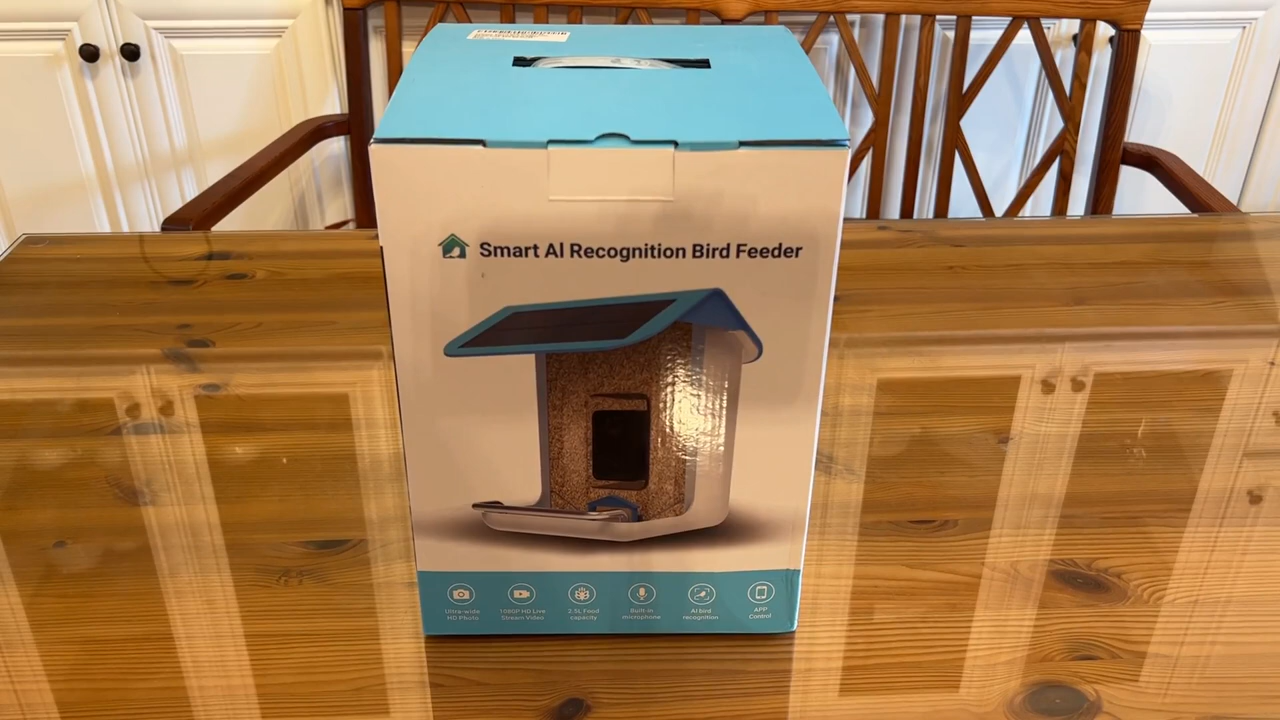 Smart AI Recognition Bird Feeder
Ultra-wide
HD Photo
1080P HD Live
Stream Video
2.5L Food
capacity
Built-in
microphone
AI bird
recognition
APP
Control